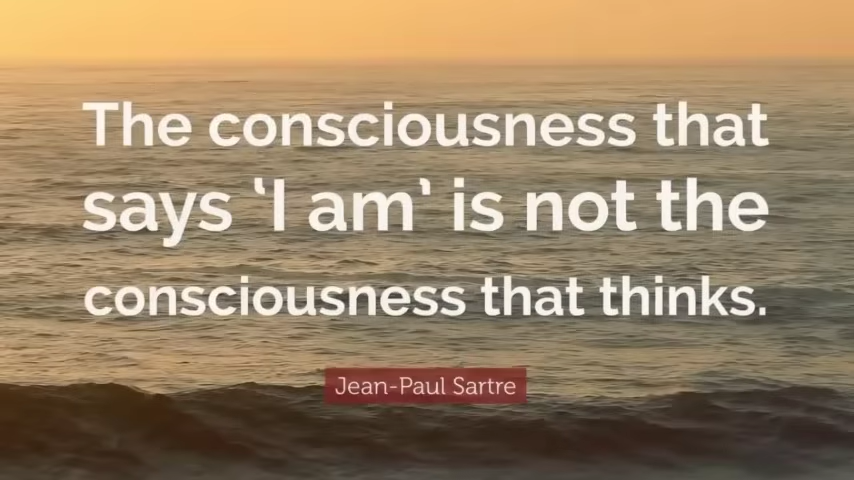 The consciousness that
says ‘I am’ is not the
consciousness that thinks.
Jean-Paul Sartre